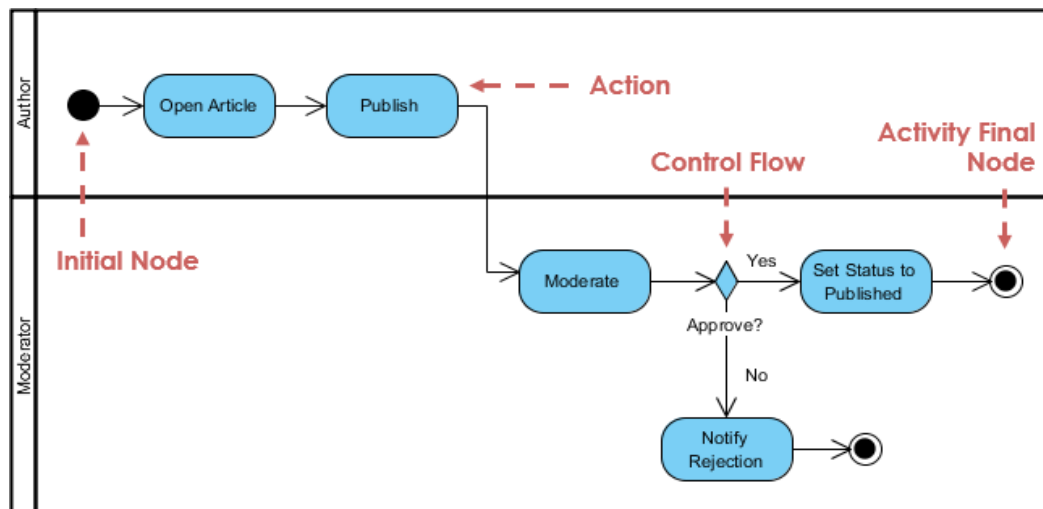 Author
Open Article
Publish
Action
Control Flow
Activity Final
Node
Initial Node
Moderator
Moderate
Yes
Set Status to
Published
Approve?
No
Notify
Rejection